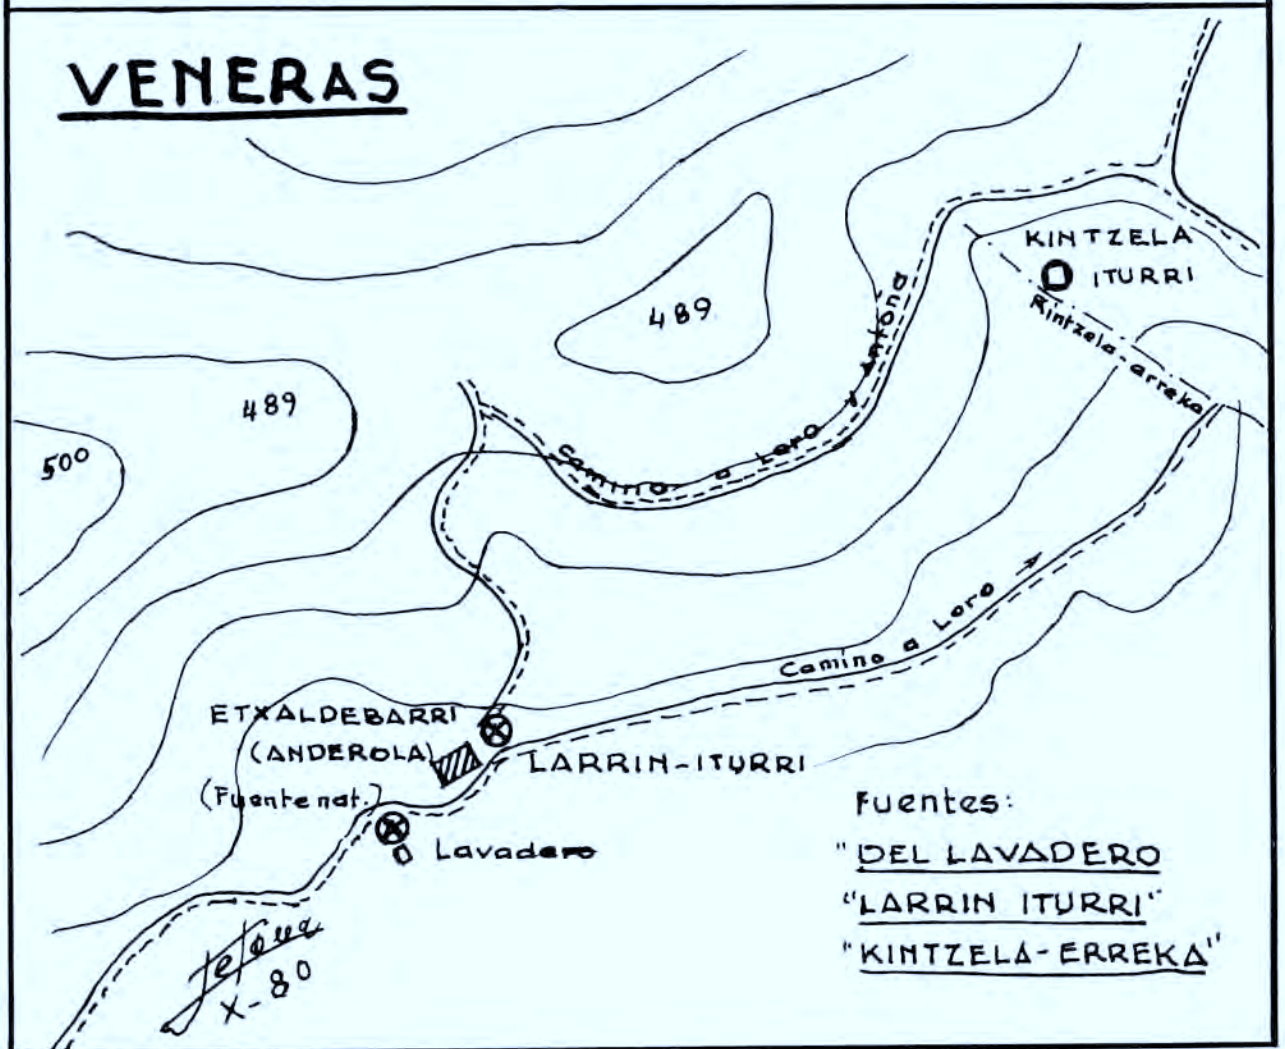 VENERAS
489
489
500
KINTZELA
ITURRI
Kintzela-arreka
Camino a Loro y Antona
Camino a Loro
ETXALDEBARRI
(ANDEROLA)
(Fuente nat.)
LARRIN-ITURRI
Lavadero
Fuentes:
"DEL LAVADERO
"LARRIN ITURRI"
"KINTZELA-ERREKA"
X-80